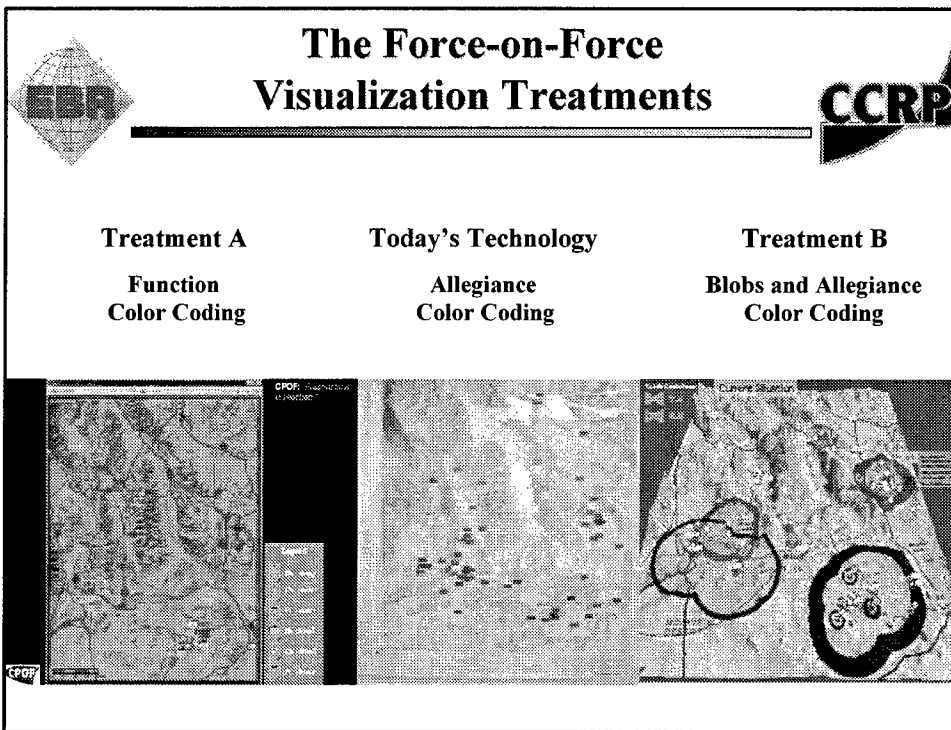 The Force-on-Force
Visualization Treatments
EBR
CCRP
Treatment A
Function
Color Coding
Today's Technology
Allegiance
Color Coding
Treatment B
Blobs and Allegiance
Color Coding
CPOF:
Current Situation
CPOF